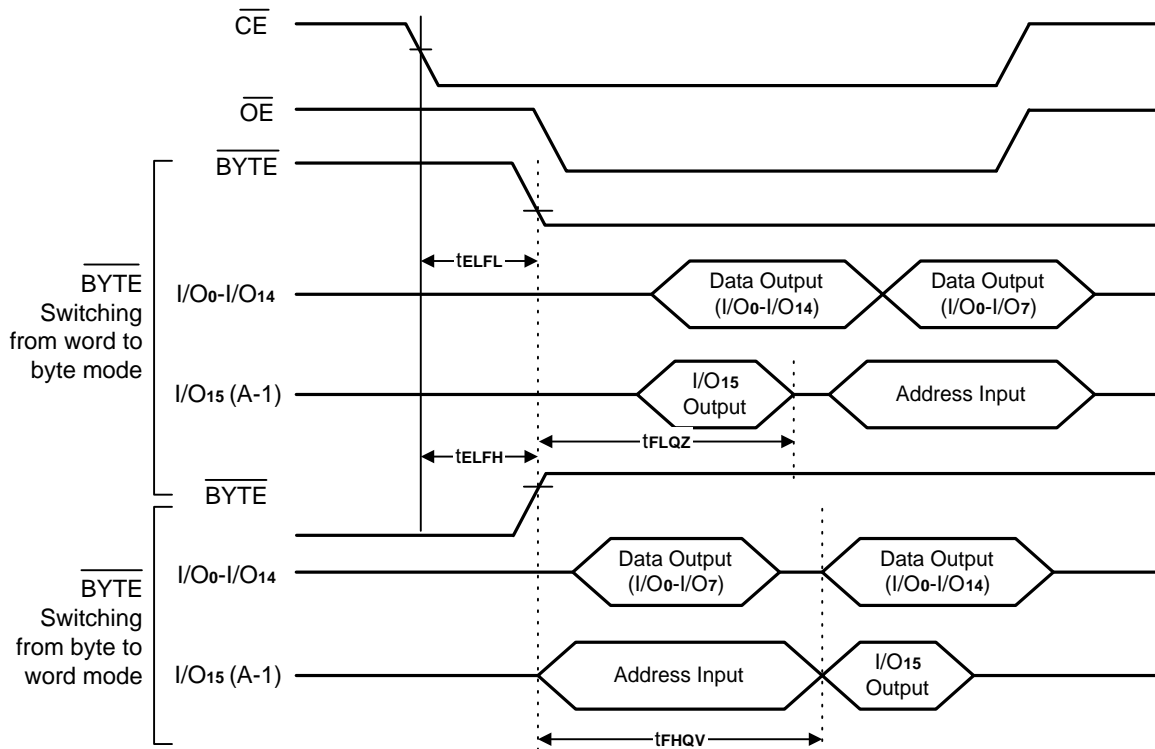 CE
OE
BYTE
tELFL
BYTE
Switching
from word to
byte mode
I/O0-I/O14
Data Output
(I/O0-I/O14)
Data Output
(I/O0-I/O7)
I/O15 (A-1)
I/O15
Output
Address Input
tELFH
tFLQZ
BYTE
BYTE
Switching
from byte to
word mode
I/O0-I/O14
Data Output
(I/O0-I/O7)
Data Output
(I/O0-I/O14)
I/O15 (A-1)
Address Input
I/O15
Output
tFHQV